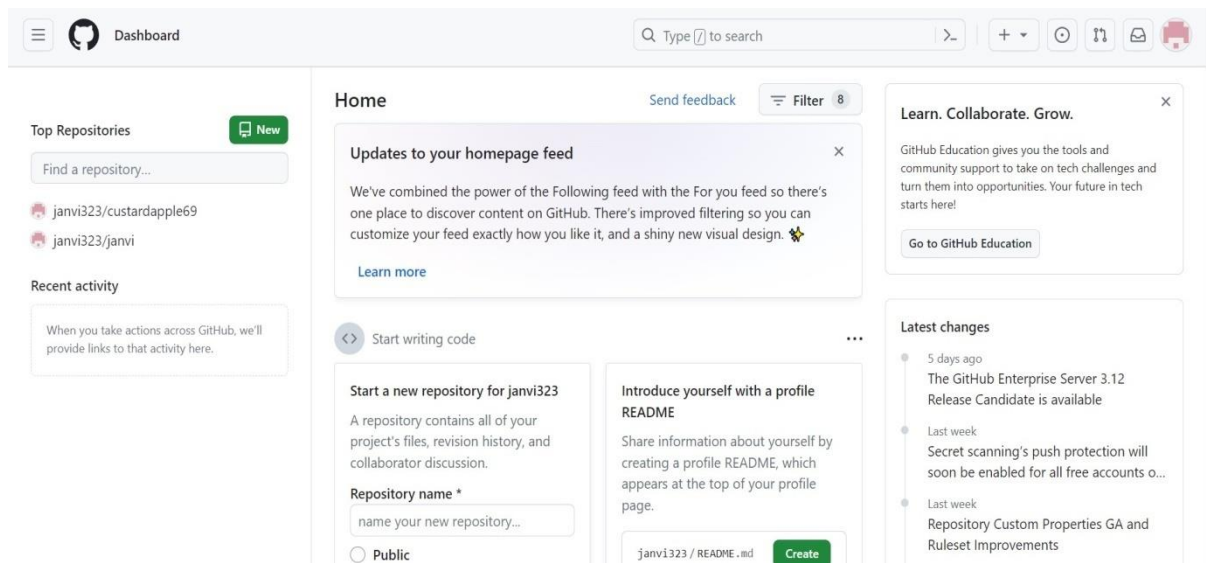 Dashboard
Type / to search
Top Repositories
New
Find a repository...
janvi323/custardapple69
janvi323/janvi
Recent activity
When you take actions across GitHub, we'll
provide links to that activity here.
Home
Send feedback
Filter 8
Updates to your homepage feed
We've combined the power of the Following feed with the For you feed so there's
one place to discover content on GitHub. There's improved filtering so you can
customize your feed exactly how you like it, and a shiny new visual design. ✨
Learn more
Start writing code
Start a new repository for janvi323
A repository contains all of your
project's files, revision history, and
collaborator discussion.
Repository name *
name your new repository...
Public
Introduce yourself with a profile
README
Share information about yourself by
creating a profile README, which
appears at the top of your profile
page.
janvi323 / README.md
Create
Learn. Collaborate. Grow.
GitHub Education gives you the tools and
community support to take on tech challenges and
turn them into opportunities. Your future in tech
starts here!
Go to GitHub Education
Latest changes
5 days ago
The GitHub Enterprise Server 3.12
Release Candidate is available
Last week
Secret scanning's push protection will
soon be enabled for all free accounts o...
Last week
Repository Custom Properties GA and
Ruleset Improvements